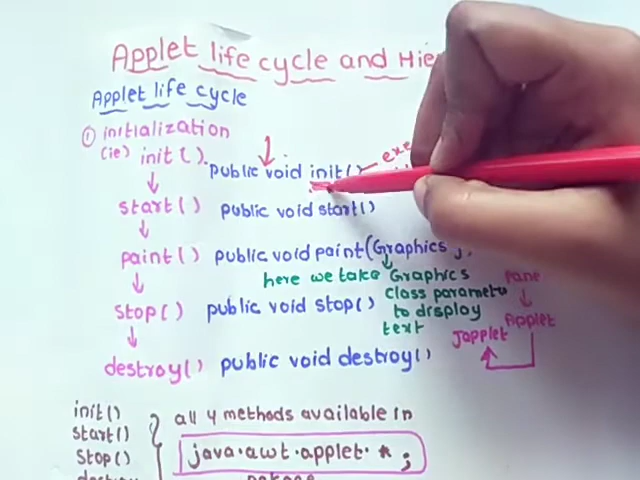 Applet life cycle and Hie
Applet life cycle
① initialization
(ie) init().
public void init() exe
start() public void start()
paint() public void paint(Graphics
here we take Graphics
class paramet
to display
text
stop() public void stop()
pane
Applet
Japplet
destroy() public void destroy()
init()
start()
stop()
all 4 methods available in
java.awt.applet.*;